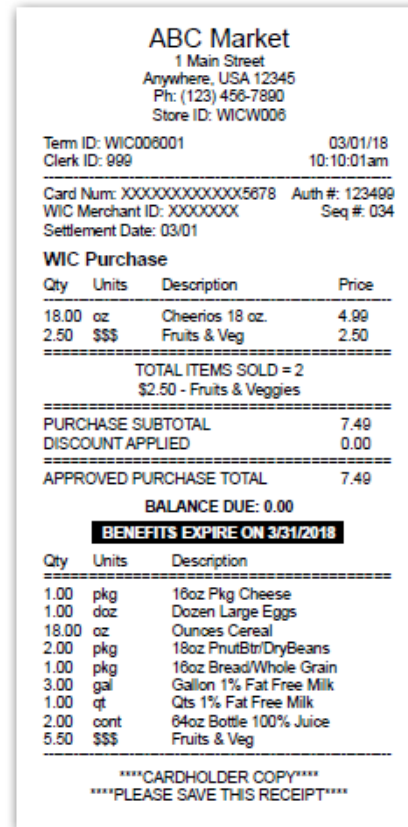 ABC Market
1 Main Street
Anywhere, USA 12345
Ph: (123) 456-7890
Store ID: WICW006
Term ID: WIC006001 03/01/18
Clerk ID: 999 10:10:01am
Card Num: XXXXXXXXXXXX5678 Auth #: 123499
WIC Merchant ID: XXXXXXX Seq #: 034
Settlement Date: 03/01
WIC Purchase
Qty Units Description Price
18.00 oz Cheerios 18 oz. 4.99
2.50 $$$ Fruits & Veg 2.50
TOTAL ITEMS SOLD = 2
$2.50 - Fruits & Veggies
PURCHASE SUBTOTAL 7.49
DISCOUNT APPLIED 0.00
APPROVED PURCHASE TOTAL 7.49
BALANCE DUE: 0.00
BENEFITS EXPIRE ON 3/31/2018
Qty Units Description
1.00 pkg 16oz Pkg Cheese
1.00 doz Dozen Large Eggs
18.00 oz Ounces Cereal
2.00 pkg 18oz PnutBtr/DryBeans
1.00 pkg 16oz Bread/Whole Grain
3.00 gal Gallon 1% Fat Free Milk
1.00 qt Qts 1% Fat Free Milk
2.00 cont 64oz Bottle 100% Juice
5.50 $$$ Fruits & Veg
****CARDHOLDER COPY****
****PLEASE SAVE THIS RECEIPT****